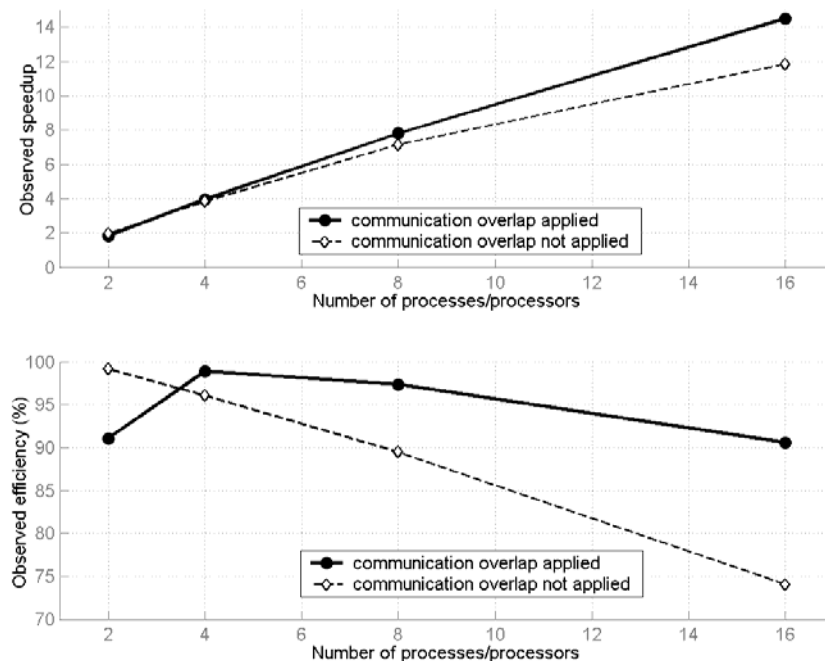 14
12
10
8
6
4
2
0
Observed speedup
communication overlap applied
communication overlap not applied
2 4 6 8 10 12 14 16
Number of processes/processors
100
95
90
85
80
75
70
Observed efficiency (%)
communication overlap applied
communication overlap not applied
2 4 6 8 10 12 14 16
Number of processes/processors